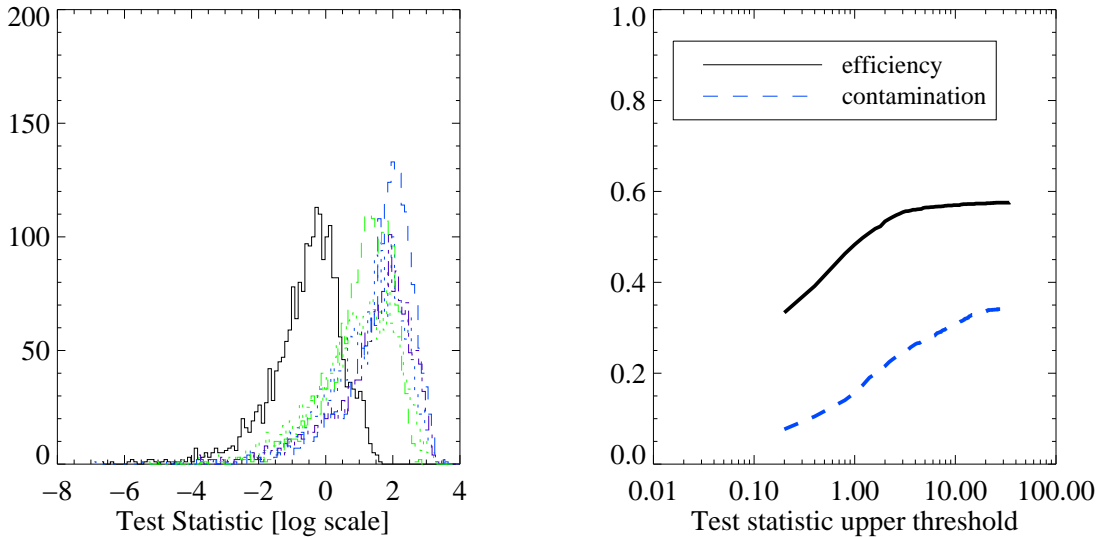 200
150
100
50
0
−8 −6 −4 −2 0 2 4
Test Statistic [log scale]
1.0
0.8
0.6
0.4
0.2
0.0
efficiency
contamination
0.01 0.10 1.00 10.00 100.00
Test statistic upper threshold